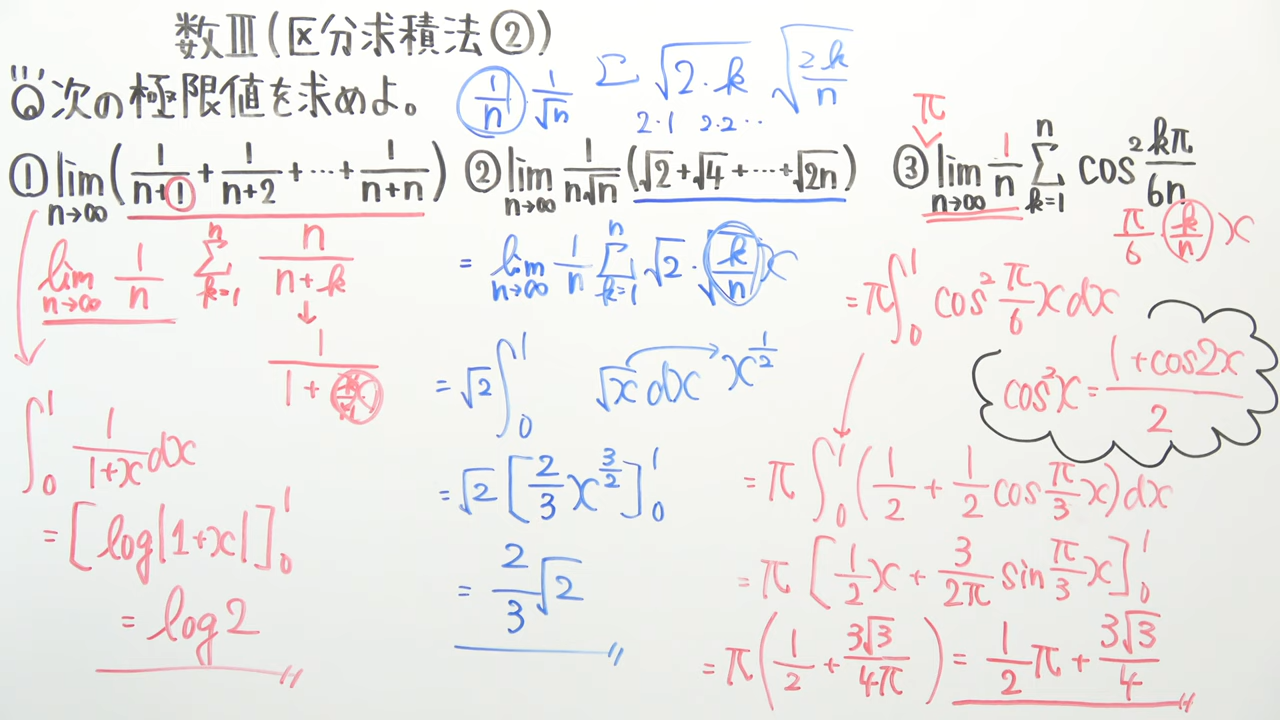 数Ⅲ(区分求積法②)
Q 次の極限値を求めよ。
① lim n→∞ (1/(n+1) + 1/(n+2) + … + 1/(n+n))
lim n→∞ 1/n Σ k=1 n n/(n+k)
↓
1/(1+x)
∫₀¹ 1/(1+x) dx
= [log|1+x|]₀¹
= log2
1/n 1/√n Σ √2・k √(2k/n)
2・1 2・2‥
② lim n→∞ 1/(n√n) (√2+√4+…+√2n)
= lim n→∞ 1/n Σ k=1 n √2・√(k/n) x
= √2 ∫₀¹ √x dx x^(1/2)
= √2 [2/3 x^(3/2)]₀¹
= 2/3 √2
π
③ lim n→∞ 1/n Σ k=1 n cos² kπ/6n
π/6・k/n x
= π ∫₀¹ cos² π/6 x dx
cos²x = (1+cos2x)/2
= π ∫₀¹ (1/2 + 1/2 cos π/3 x) dx
= π [1/2 x + 3/2π sin π/3 x]₀¹
= π (1/2 + 3√3/4π) = 1/2 π + 3√3/4